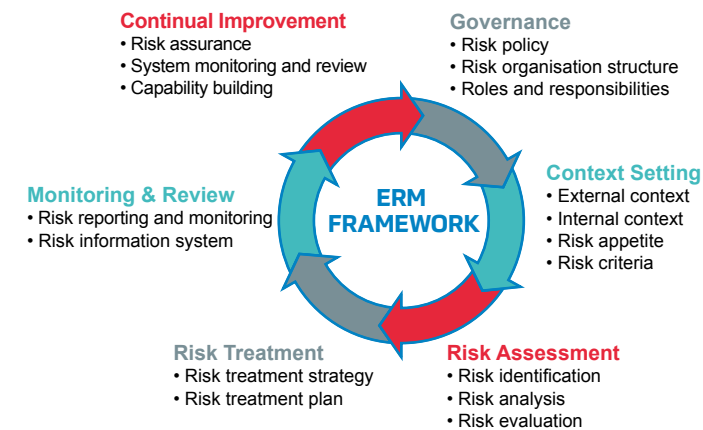 Continual Improvement
• Risk assurance
• System monitoring and review
• Capability building
Governance
• Risk policy
• Risk organisation structure
• Roles and responsibilities
Context Setting
• External context
• Internal context
• Risk appetite
• Risk criteria
Monitoring & Review
• Risk reporting and monitoring
• Risk information system
ERM
FRAMEWORK
Risk Treatment
• Risk treatment strategy
• Risk treatment plan
Risk Assessment
• Risk identification
• Risk analysis
• Risk evaluation